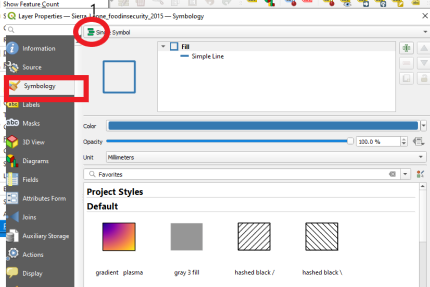 Show Feature Count
1
Layer Properties — Sierra_Leone_foodinsecurity_2015 — Symbology
Single Symbol
Information
Source
Symbology
Labels
Masks
3D View
Diagrams
Fields
Attributes Form
Joins
Auxiliary Storage
Actions
Display
Fill
Simple Line
Color
Opacity
100.0 %
Unit
Millimeters
Favorites
Project Styles
Default
gradient plasma
gray 3 fill
hashed black /
hashed black \